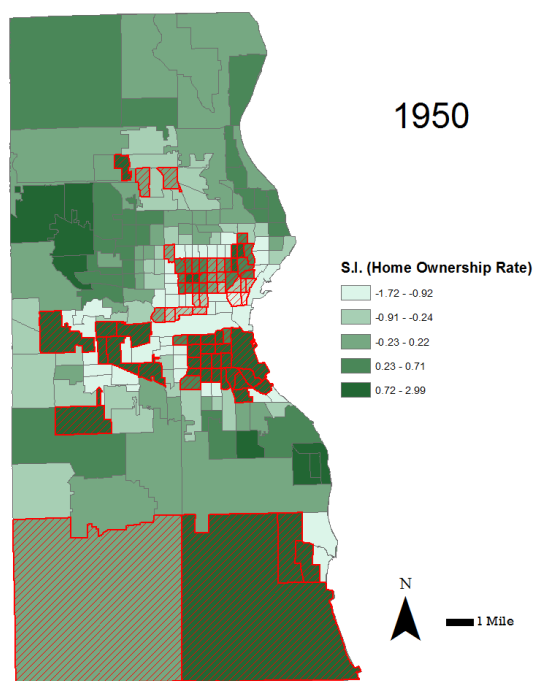 1950
S.I. (Home Ownership Rate)
-1.72 - -0.92
-0.91 - -0.24
-0.23 - 0.22
0.23 - 0.71
0.72 - 2.99
N
1 Mile